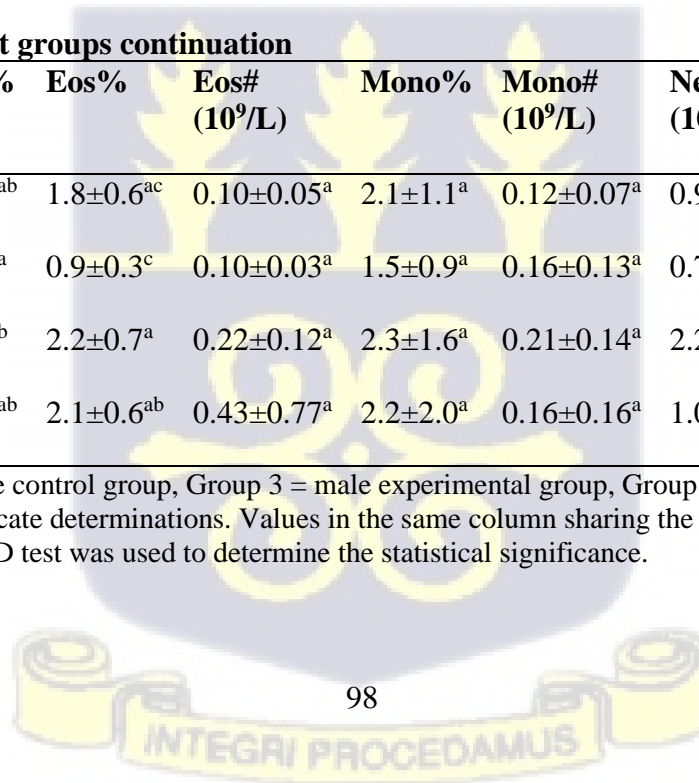 t groups continuation
% Eos% Eos# Mono% Mono# Ne
(10⁹/L) (10⁹/L) (10
ab 1.8±0.6ᵃᶜ 0.10±0.05ᵃ 2.1±1.1ᵃ 0.12±0.07ᵃ 0.9
a 0.9±0.3ᶜ 0.10±0.03ᵃ 1.5±0.9ᵃ 0.16±0.13ᵃ 0.7
b 2.2±0.7ᵃ 0.22±0.12ᵃ 2.3±1.6ᵃ 0.21±0.14ᵃ 2.2
ab 2.1±0.6ᵃᵇ 0.43±0.77ᵃ 2.2±2.0ᵃ 0.16±0.16ᵃ 1.0
e control group, Group 3 = male experimental group, Group
cate determinations. Values in the same column sharing the
D test was used to determine the statistical significance.
98
INTEGRI PROCEDAMUS